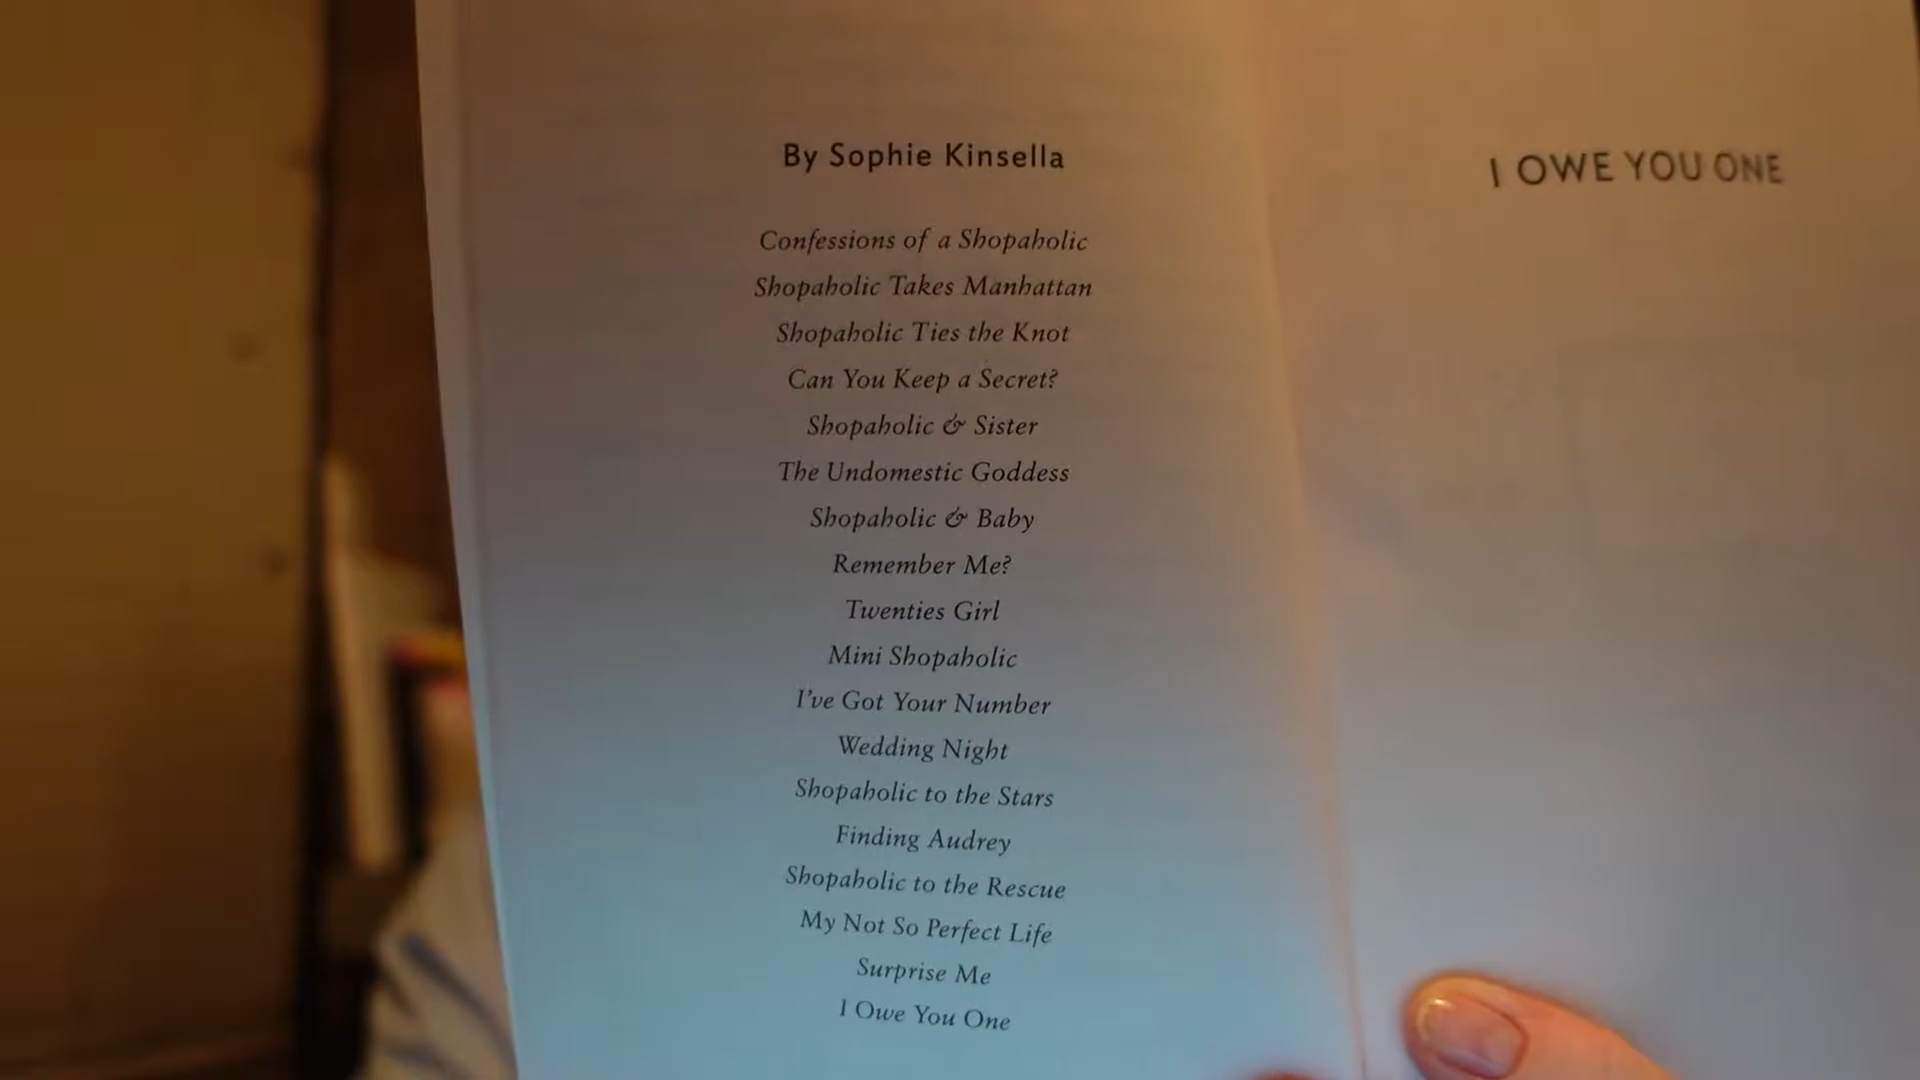 By Sophie Kinsella
Confessions of a Shopaholic
Shopaholic Takes Manhattan
Shopaholic Ties the Knot
Can You Keep a Secret?
Shopaholic & Sister
The Undomestic Goddess
Shopaholic & Baby
Remember Me?
Twenties Girl
Mini Shopaholic
I've Got Your Number
Wedding Night
Shopaholic to the Stars
Finding Audrey
Shopaholic to the Rescue
My Not So Perfect Life
Surprise Me
I Owe You One
I OWE YOU ONE